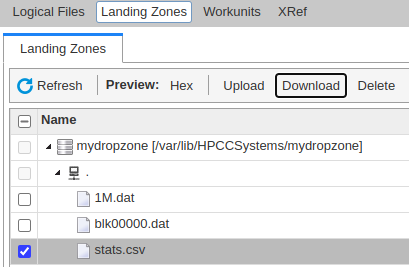 Logical Files Landing Zones Workunits XRef
Landing Zones
Refresh Preview: Hex Upload Download Delete
Name
mydropzone [/var/lib/HPCCSystems/mydropzone]
.
1M.dat
blk00000.dat
stats.csv